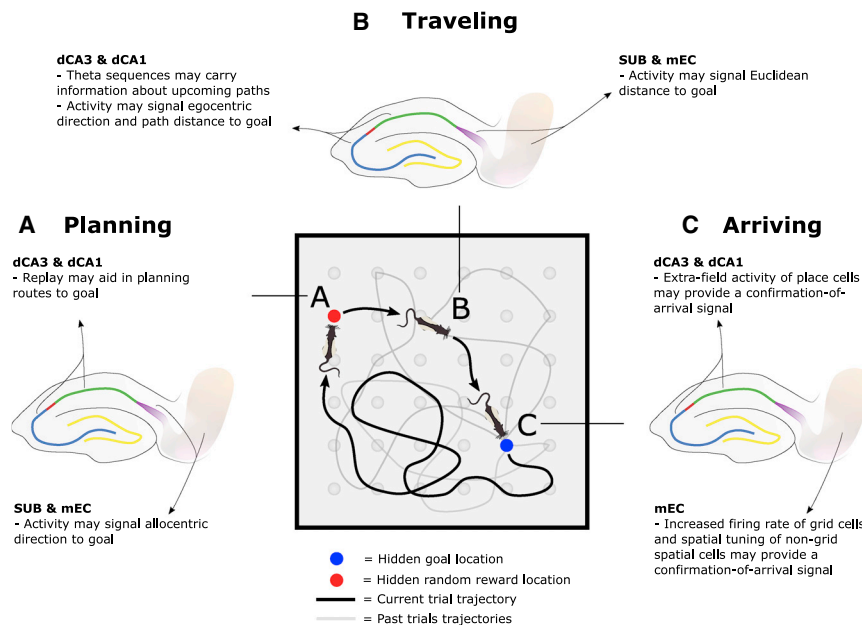 B Traveling
dCA3 & dCA1
- Theta sequences may carry
information about upcoming paths
- Activity may signal egocentric
direction and path distance to goal
SUB & mEC
- Activity may signal Euclidean
distance to goal
A Planning
dCA3 & dCA1
- Replay may aid in planning
routes to goal
SUB & mEC
- Activity may signal allocentric
direction to goal
A
B
C
C Arriving
dCA3 & dCA1
- Extra-field activity of place cells
may provide a confirmation-of-
arrival signal
mEC
- Increased firing rate of grid cells
and spatial tuning of non-grid
spatial cells may provide a
confirmation-of-arrival signal
= Hidden goal location
= Hidden random reward location
= Current trial trajectory
= Past trials trajectories